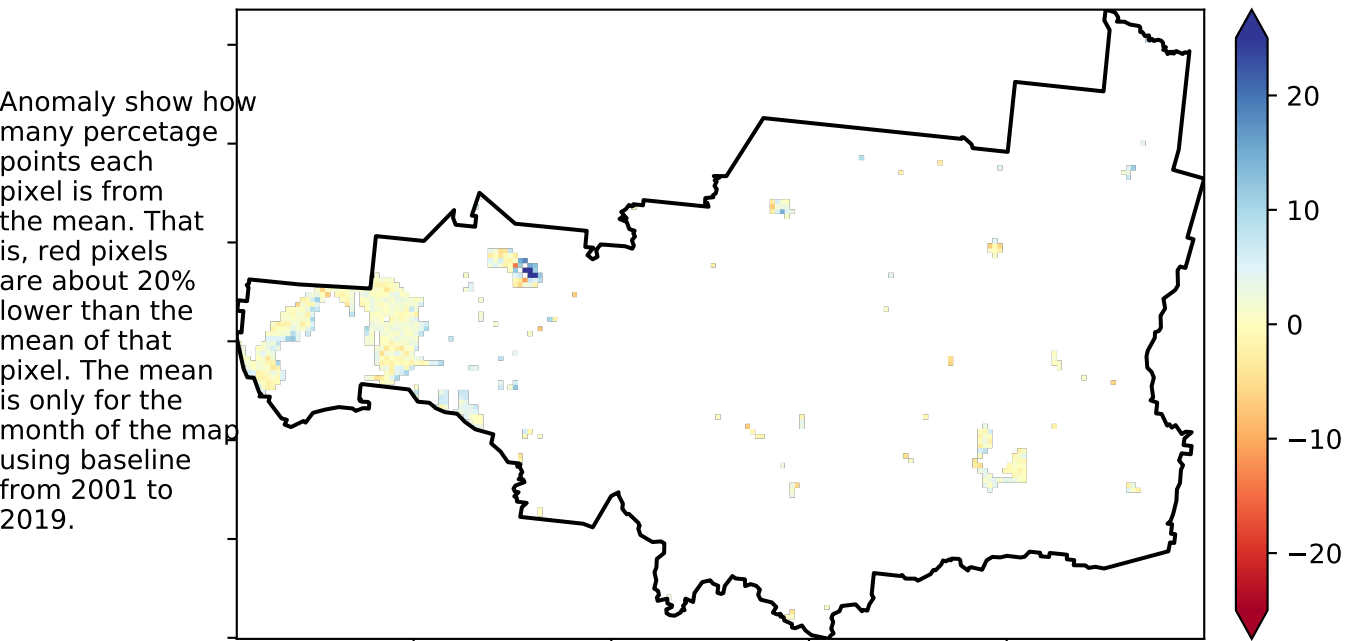 Anomaly show how
many percetage
points each
pixel is from
the mean. That
is, red pixels
are about 20%
lower than the
mean of that
pixel. The mean
is only for the
month of the map
using baseline
from 2001 to
2019.
20
10
0
−10
−20